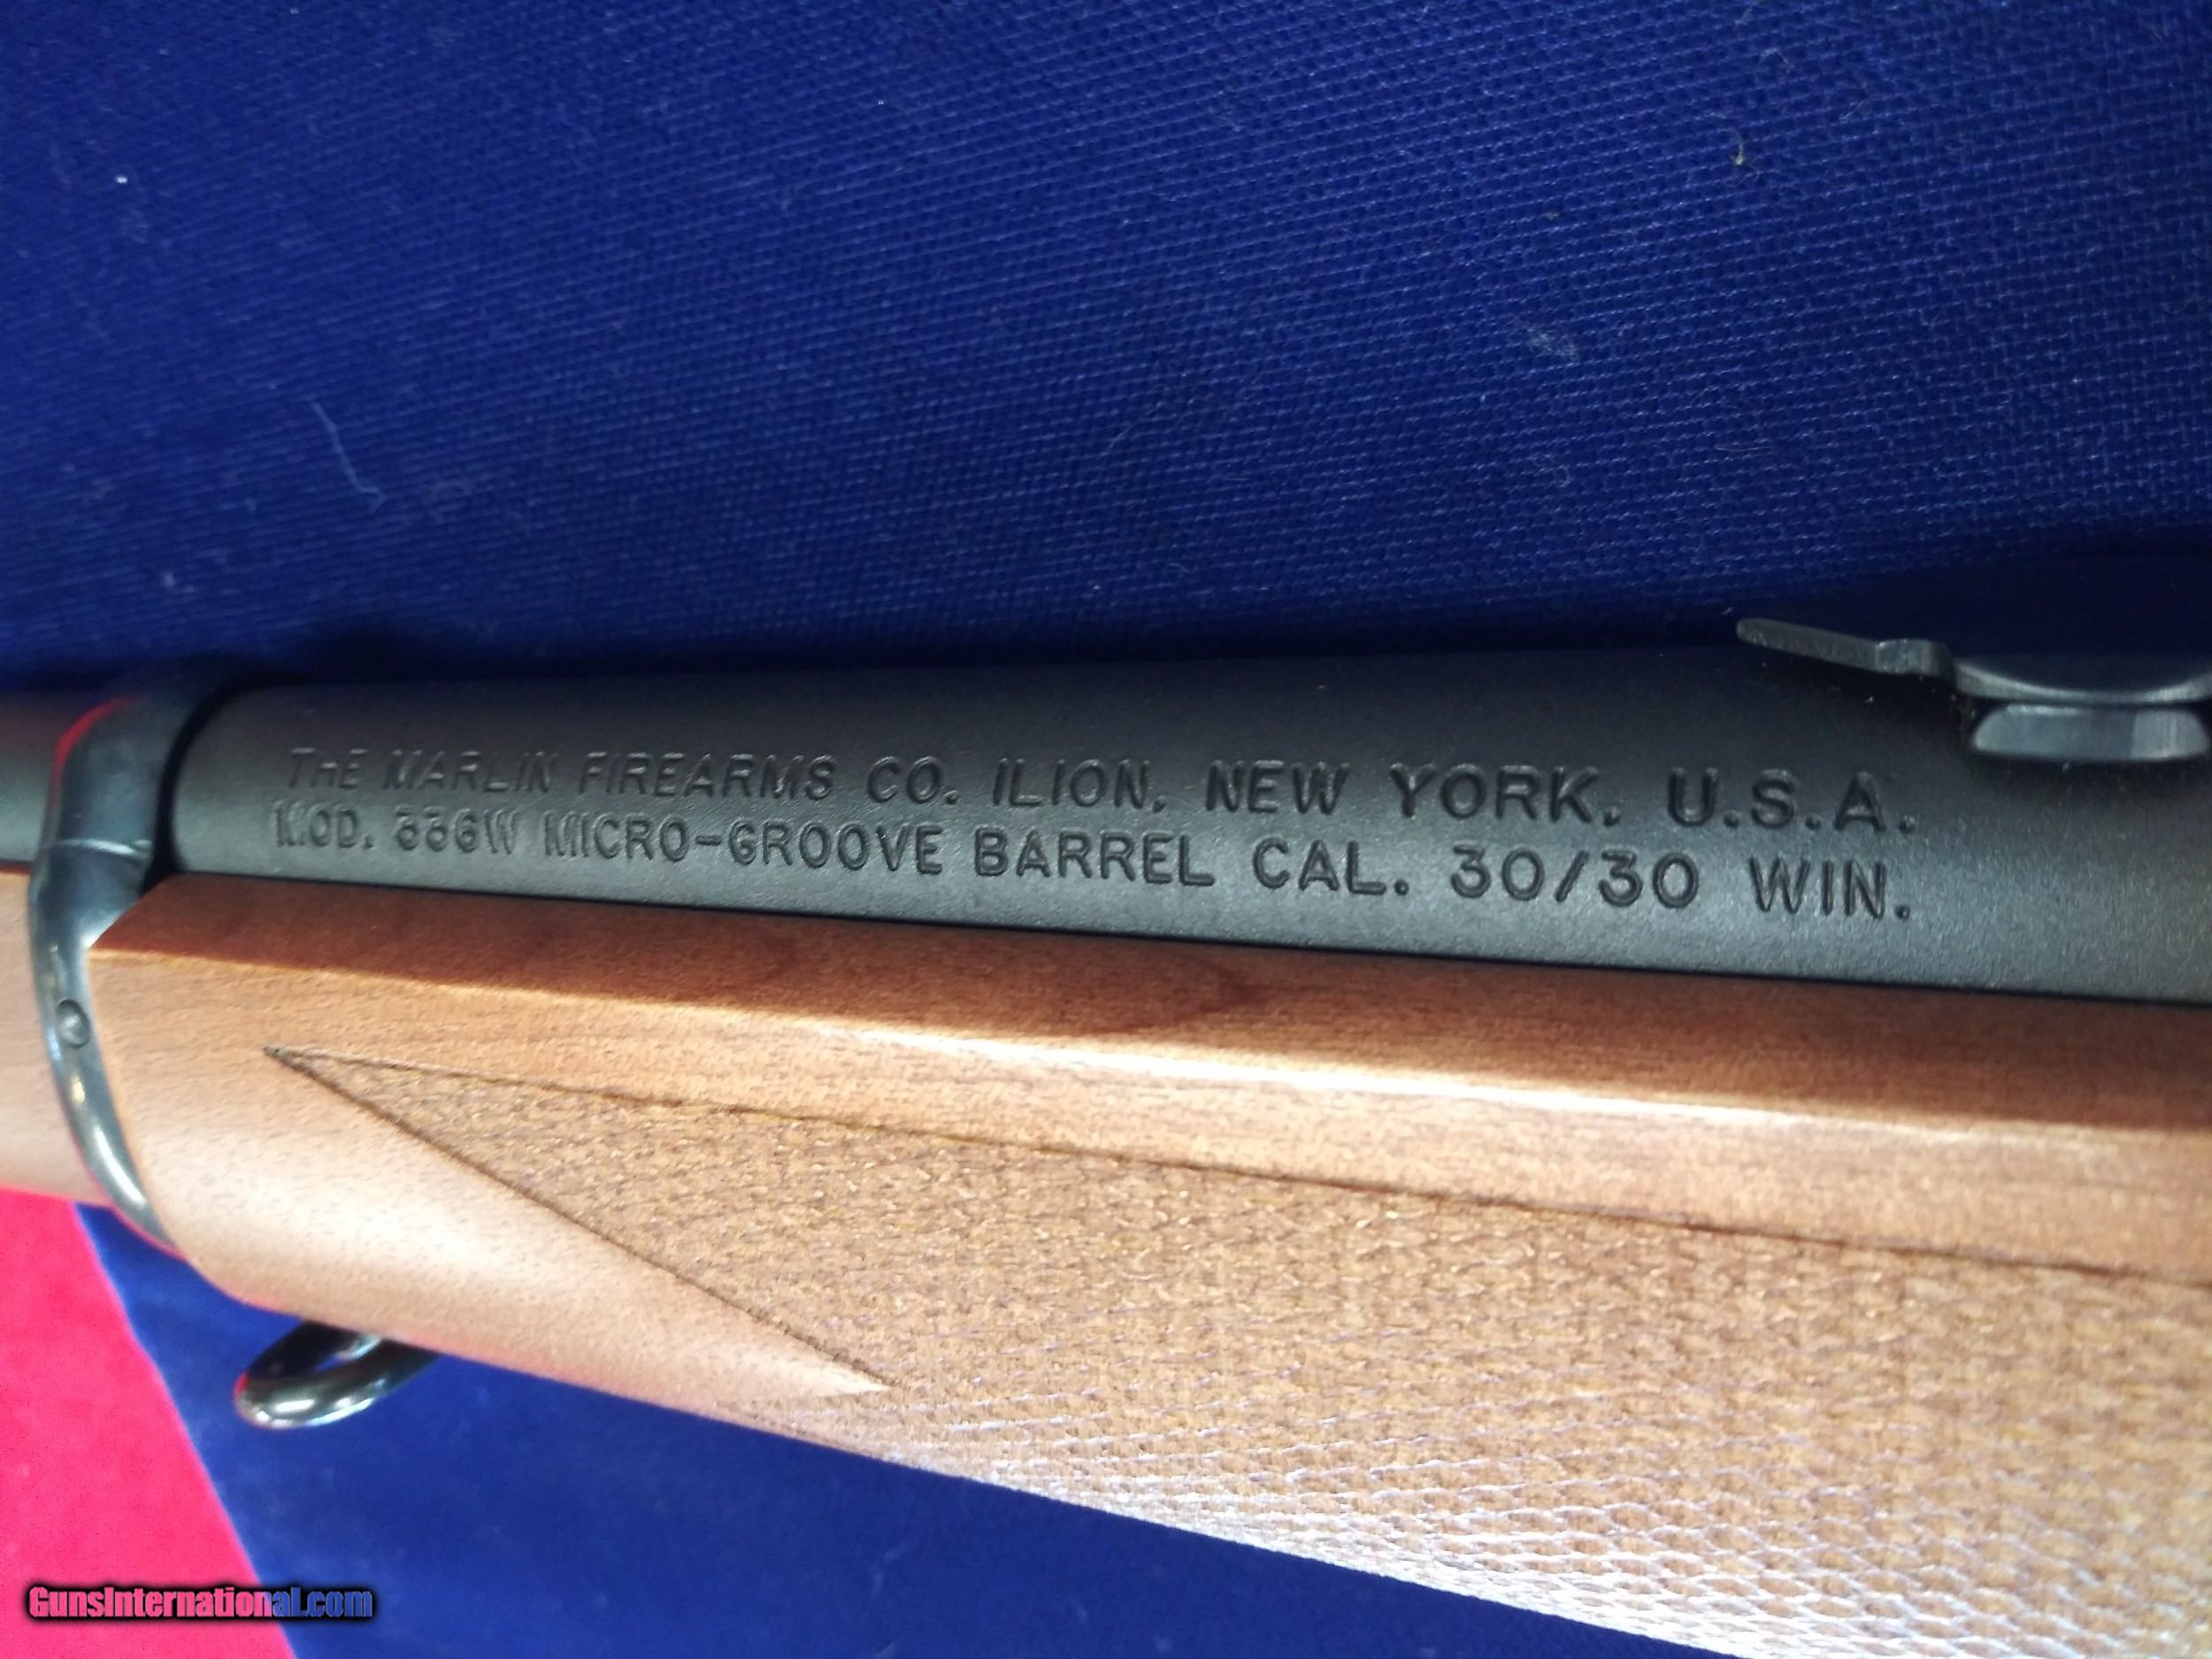 THE MARLIN FIREARMS CO. ILION, NEW YORK, U.S.A.
MOD. 336W MICRO-GROOVE BARREL CAL. 30/30 WIN.
GunsInternational.com